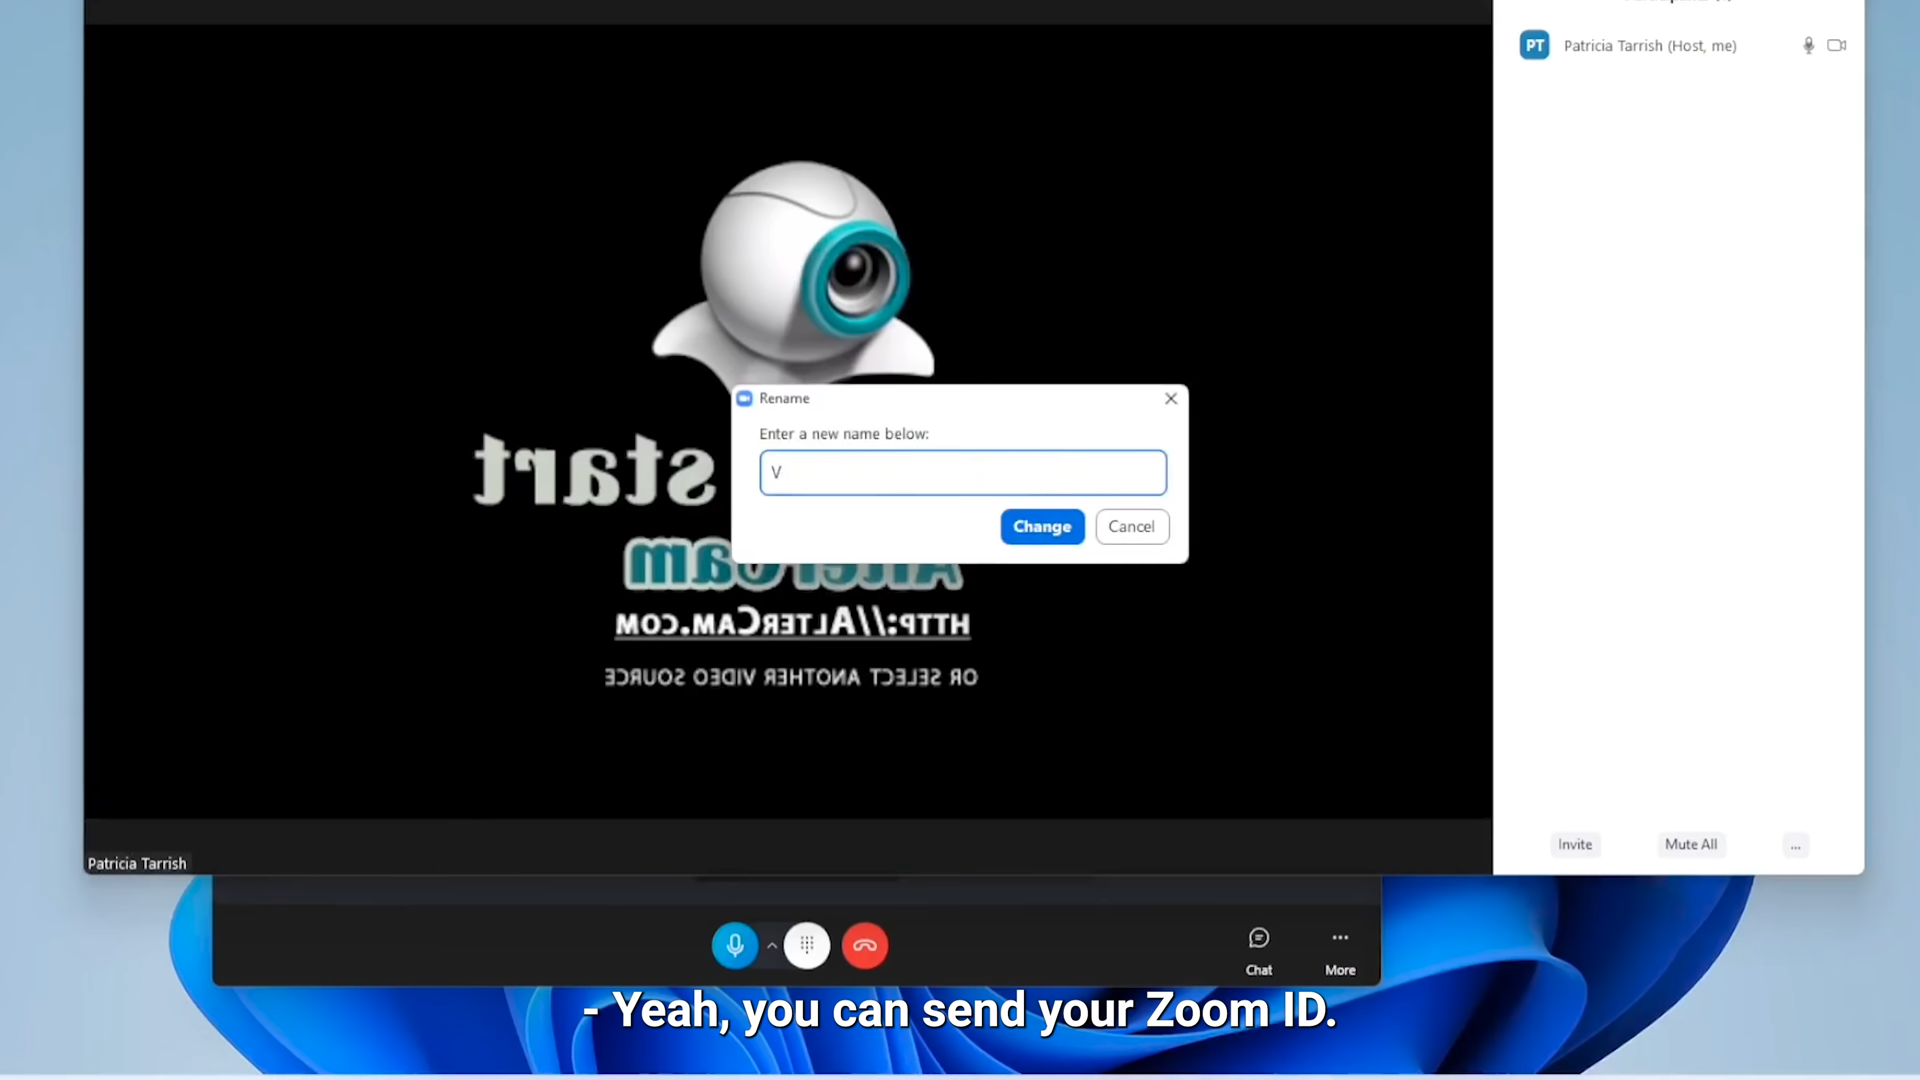 PT Patricia Tarrish (Host, me)
Rename
Enter a new name below:
V
Change Cancel
start
AlterCam
HTTP://ALTERCAM.COM
OR SELECT ANOTHER VIDEO SOURCE
Invite Mute All ...
Patricia Tarrish
Chat More
- Yeah, you can send your Zoom ID.